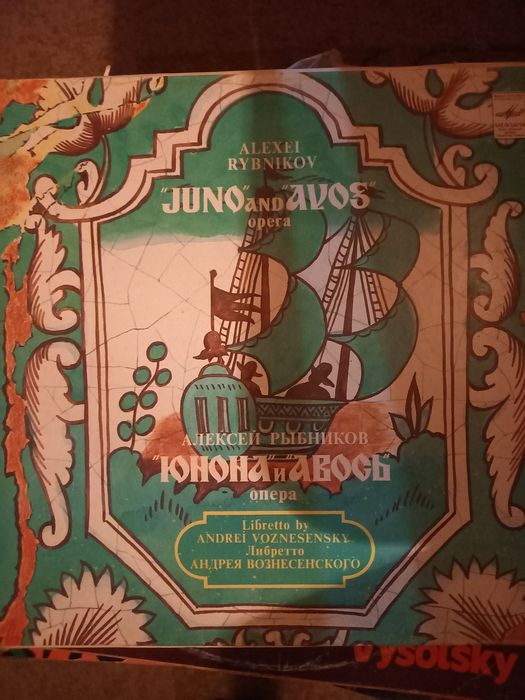 ALEXEI
RYBNIKOV
"JUNO" AND "AVOS"
opera
АЛЕКСЕЙ РЫБНИКОВ
"ЮНОНА" И "АВОСЬ"
опера
Libretto by
ANDREI VOZNESENSKY
Либретто
АНДРЕЯ ВОЗНЕСЕНСКОГО
Vysotsky